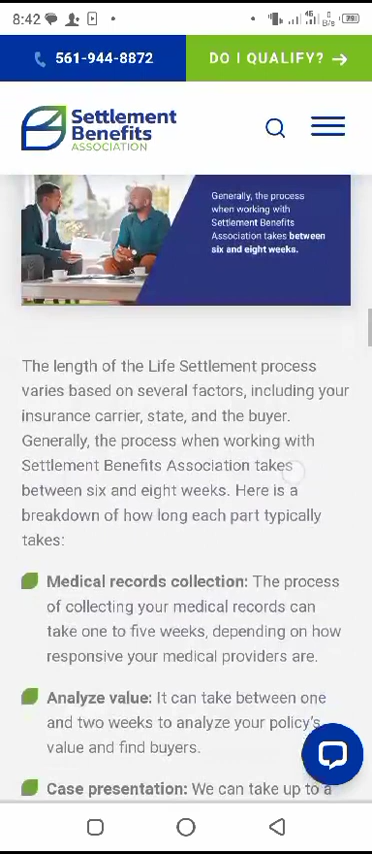 8:42
561-944-8872
DO I QUALIFY?
Settlement
Benefits
ASSOCIATION
Generally, the process
when working with
Settlement Benefits
Association takes between
six and eight weeks.
The length of the Life Settlement process
varies based on several factors, including your
insurance carrier, state, and the buyer.
Generally, the process when working with
Settlement Benefits Association takes
between six and eight weeks. Here is a
breakdown of how long each part typically
takes:
Medical records collection: The process
of collecting your medical records can
take one to five weeks, depending on how
responsive your medical providers are.
Analyze value: It can take between one
and two weeks to analyze your policy's
value and find buyers.
Case presentation: We can take up to a